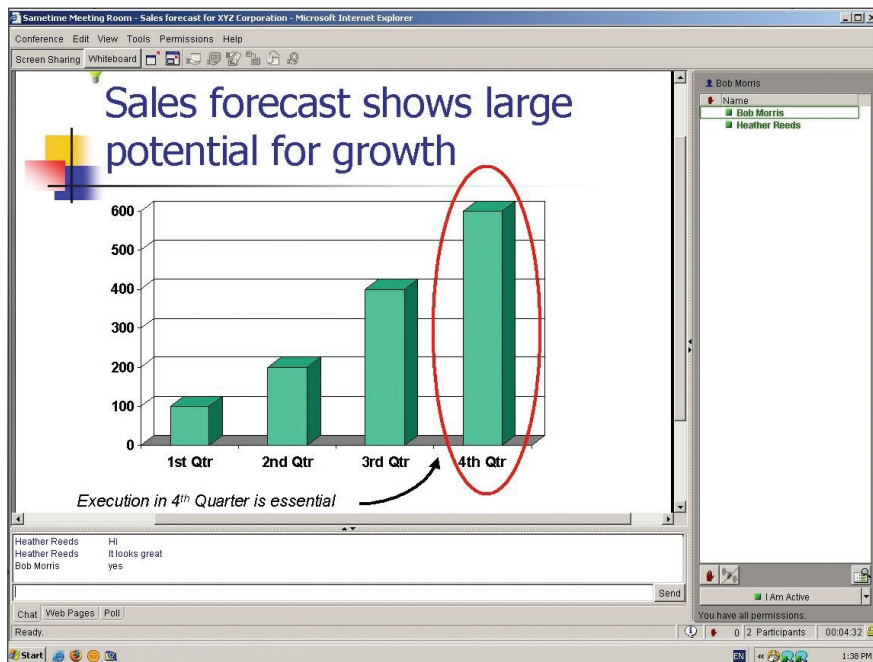 Sametime Meeting Room - Sales forecast for XYZ Corporation - Microsoft Internet Explorer
Conference Edit View Tools Permissions Help
Screen Sharing Whiteboard
Sales forecast shows large
potential for growth
600
500
400
300
200
100
0
1st Qtr 2nd Qtr 3rd Qtr 4th Qtr
Execution in 4th Quarter is essential
Bob Morris
Name
Bob Morris
Heather Reeds
Heather Reeds Hi
Heather Reeds It looks great
Bob Morris yes
Send
I Am Active
Chat Web Pages Poll
You have all permissions.
Ready.
0 2 Participants 00:04:32
Start
EN « 1:38 PM